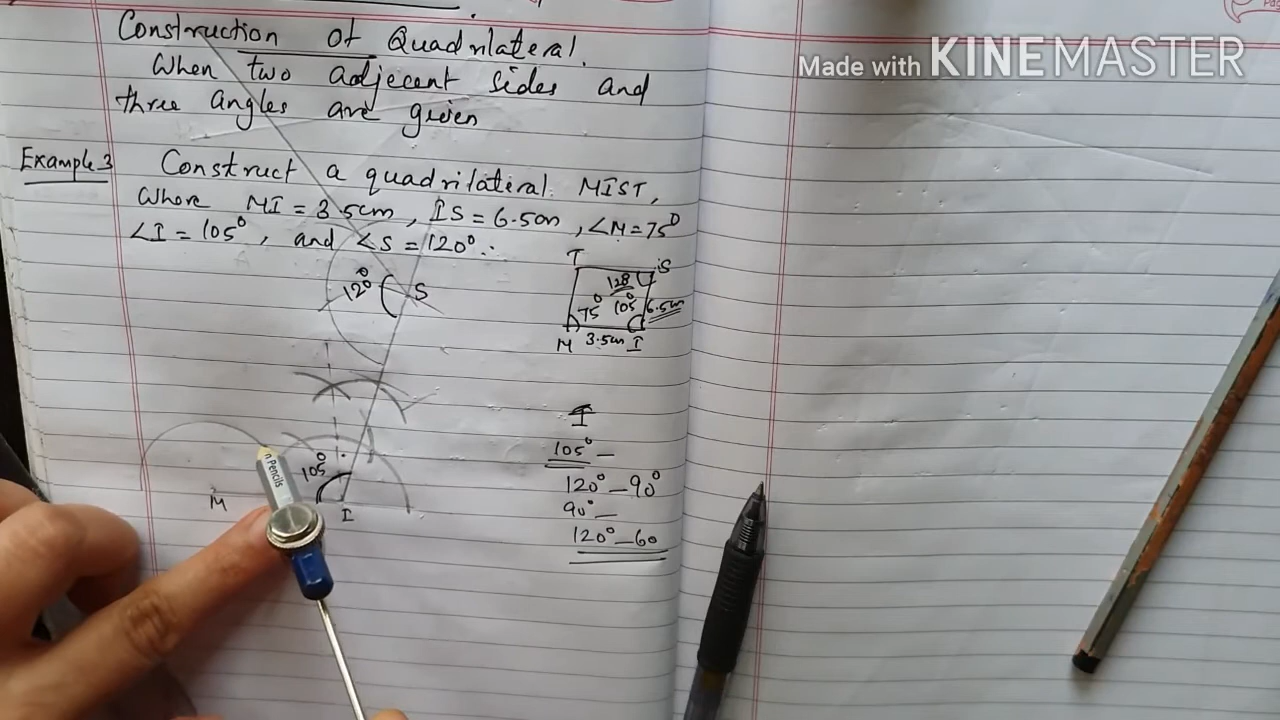 Construction of Quadrilateral.
When two adjecent sides and
three angles are given
Made with KINEMASTER
Example 3 Construct a quadrilateral. MIST,
Where MI = 3.5cm, IS = 6.5cm, ∠M = 75°
∠I = 105°, and ∠S = 120°.
T S
120°
75° 105° 6.5cm
M 3.5cm I
120° S
I
105° —
120° — 90°
90° —
120° — 60
105°
M I
Pencils